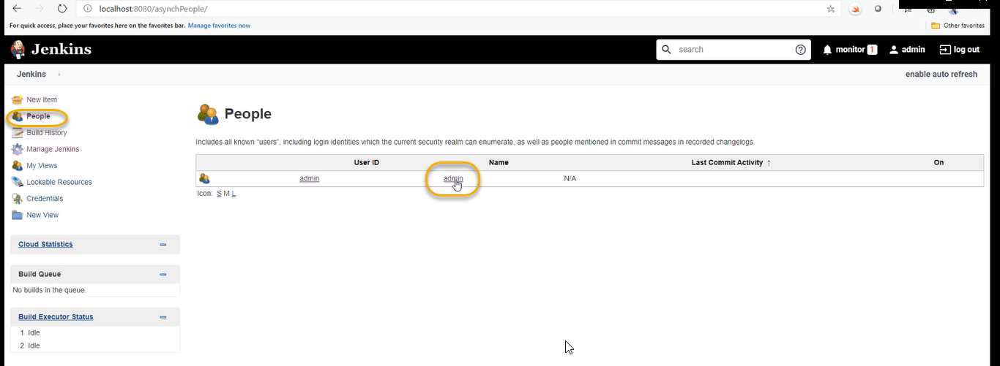 localhost:8080/asynchPeople/
For quick access, place your favorites here on the favorites bar. Manage favorites now
Other favorites
Jenkins
search
monitor 1
admin
log out
Jenkins
enable auto refresh
New Item
People
Build History
Manage Jenkins
My Views
Lockable Resources
Credentials
New View
Cloud Statistics
Build Queue
No builds in the queue.
Build Executor Status
1 Idle
2 Idle
People
Includes all known “users”, including login identities which the current security realm can enumerate, as well as people mentioned in commit messages in recorded changelogs.
User ID Name Last Commit Activity ↑ On
admin admin N/A
Icon: S M L